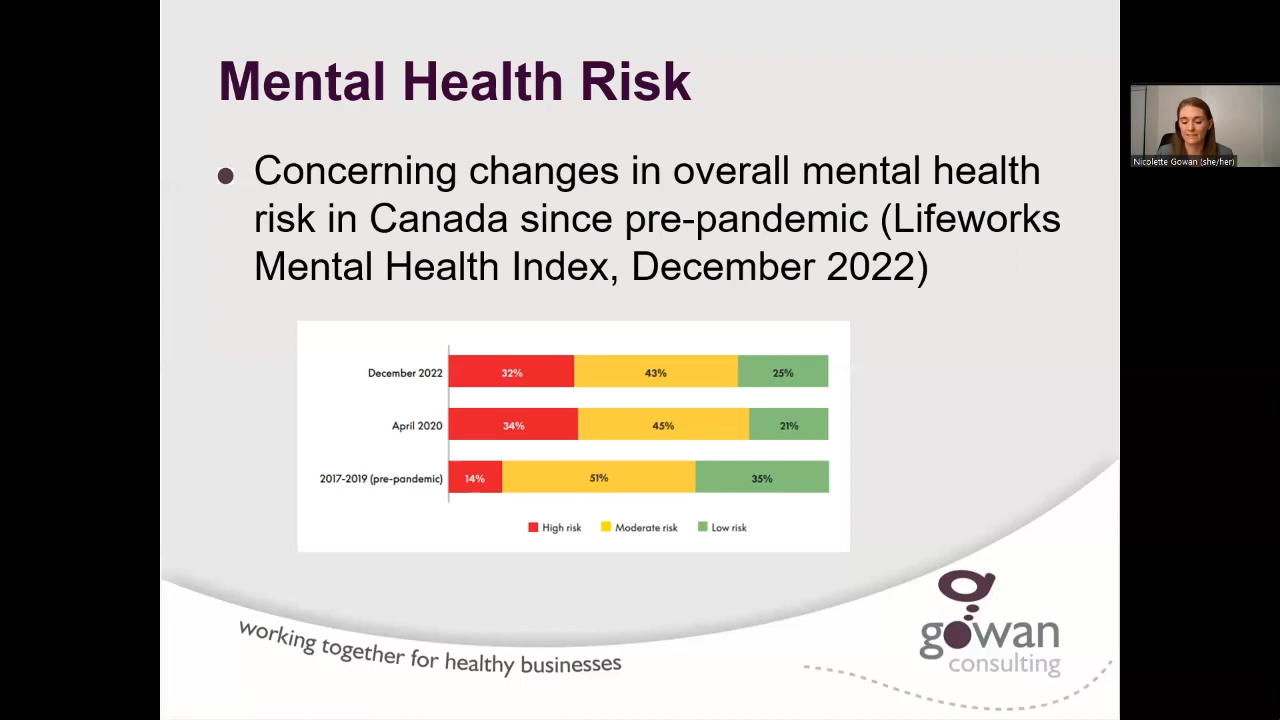 Mental Health Risk
Concerning changes in overall mental health
risk in Canada since pre-pandemic (Lifeworks
Mental Health Index, December 2022)
December 2022 32% 43% 25%
April 2020 34% 45% 21%
2017-2019 (pre-pandemic) 14% 51% 35%
High risk Moderate risk Low risk
working together for healthy businesses
gowan
consulting
Nicolette Gowan (she/her)